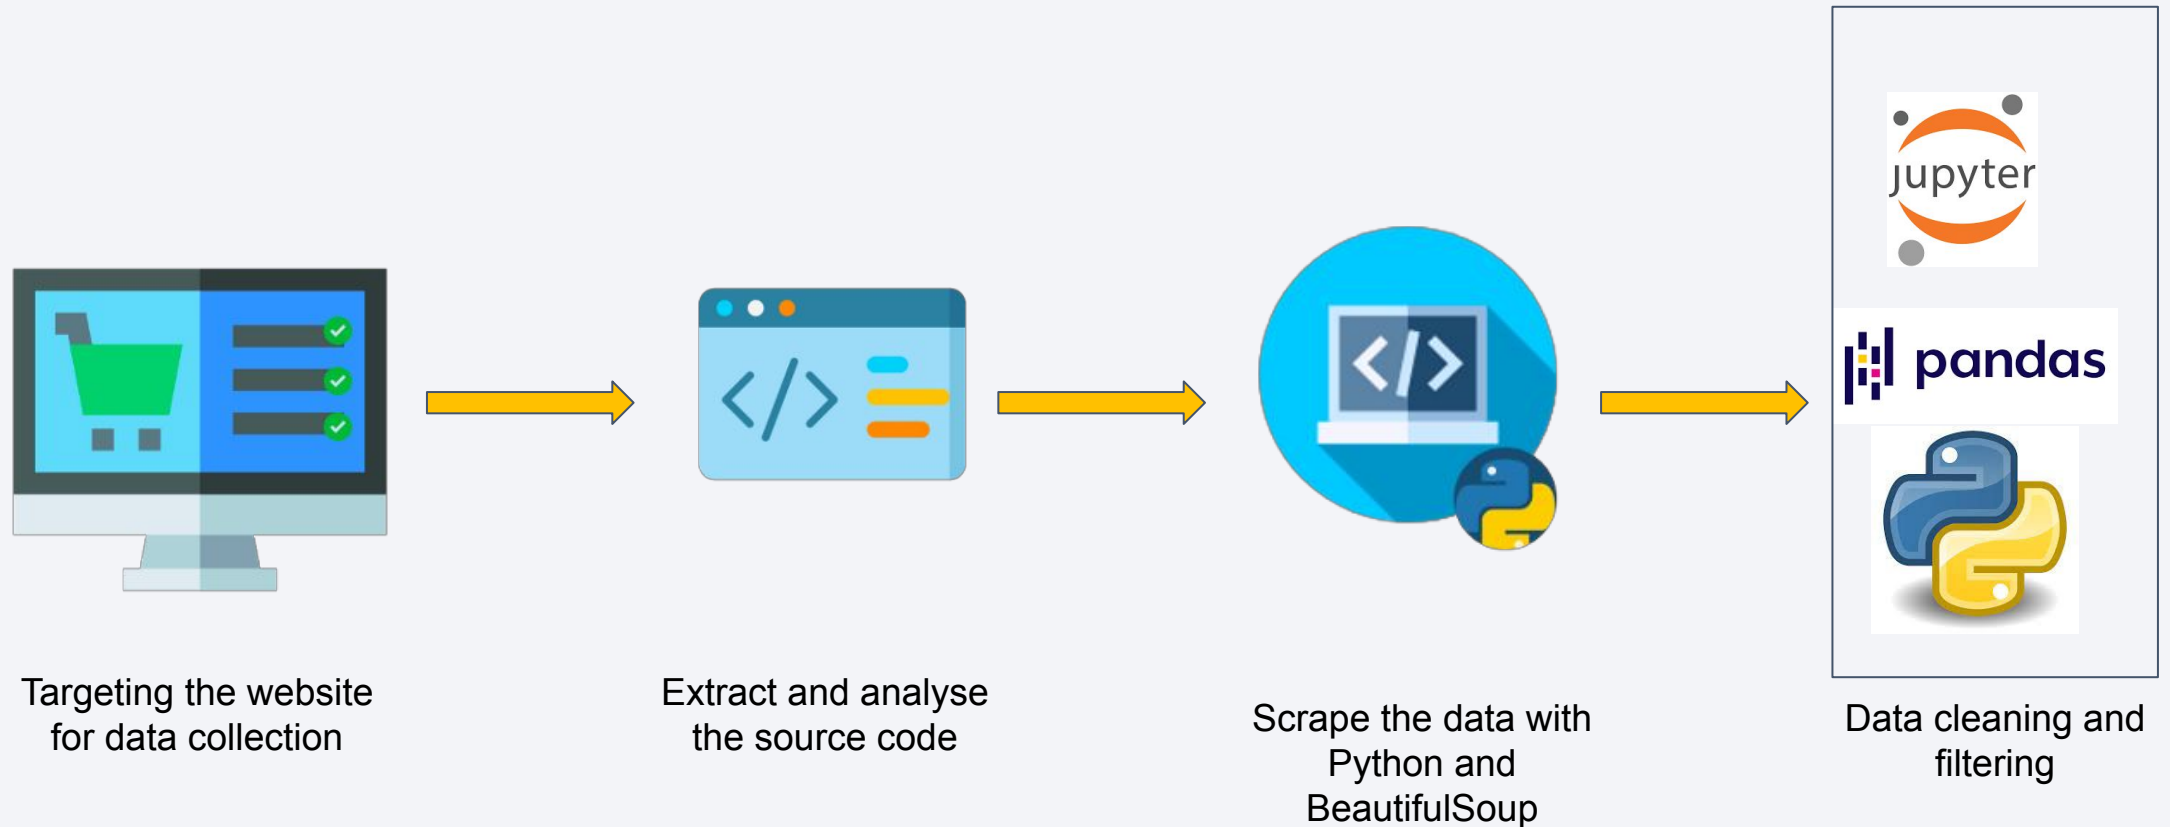 jupyter
pandas
Targeting the website
for data collection
Extract and analyse
the source code
Scrape the data with
Python and
BeautifulSoup
Data cleaning and
filtering